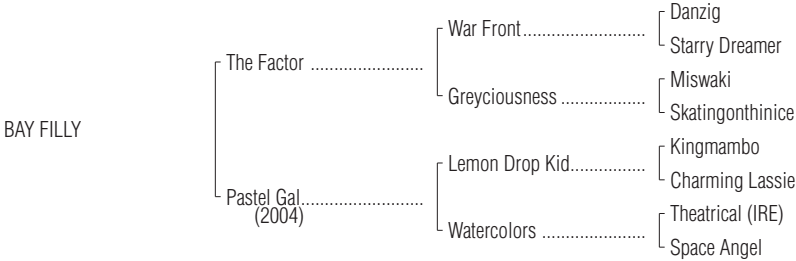 BAY FILLY
The Factor ........................
War Front..........................
Danzig
Starry Dreamer
Greyciousness ..................
Miswaki
Skatingonthinice
Pastel Gal..........................
(2004)
Lemon Drop Kid................
Kingmambo
Charming Lassie
Watercolors ......................
Theatrical (IRE)
Space Angel